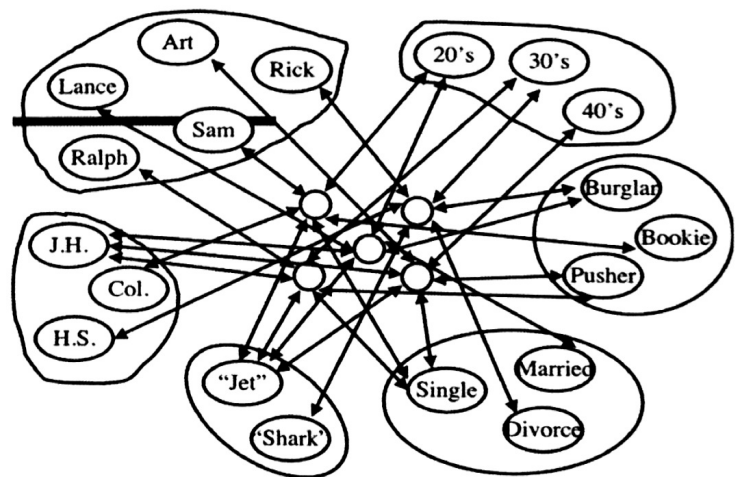 Art
Rick
Lance
Sam
Ralph
20's
30's
40's
Burglar
Bookie
Pusher
J.H.
Col.
H.S.
"Jet"
"Shark'
Single
Married
Divorce